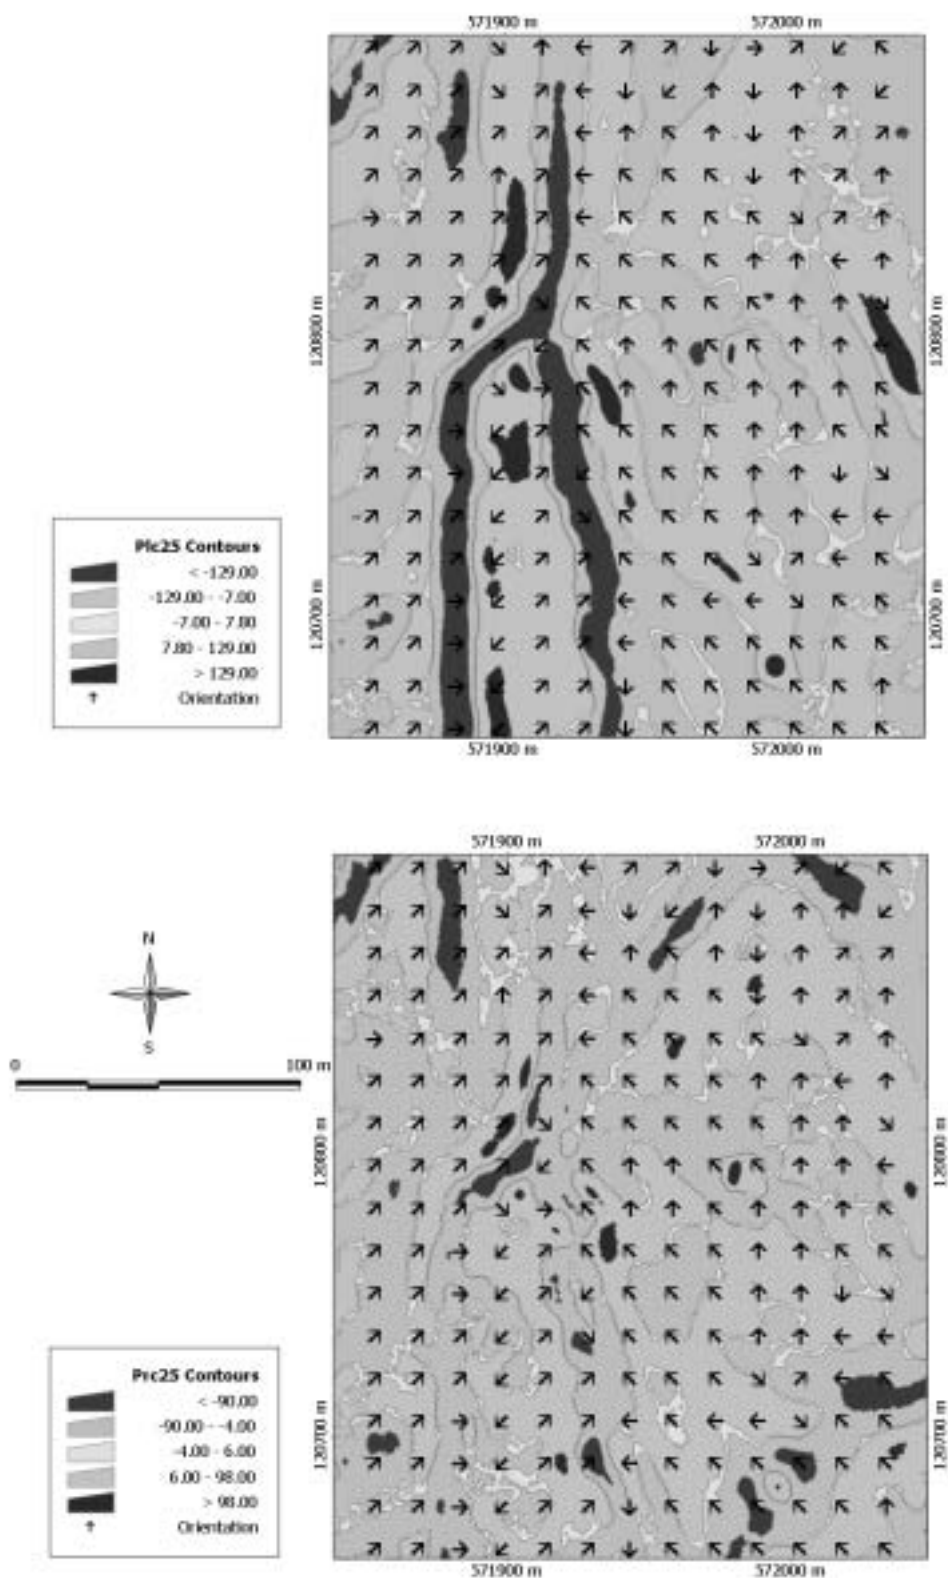 571900 m 572000 m
120800 m 120800 m
Plc25 Contours
< -129.00
-129.00 - -7.00
-7.00 - 7.80
7.80 - 129.00
> 129.00
Orientation
120700 m 120700 m
571900 m 572000 m
571900 m 572000 m
N
S
0 100 m
120800 m 120800 m
Prc25 Contours
< -90.00
-90.00 - -4.00
-4.00 - 6.00
6.00 - 98.00
> 98.00
Orientation
120700 m 120700 m
571900 m 572000 m